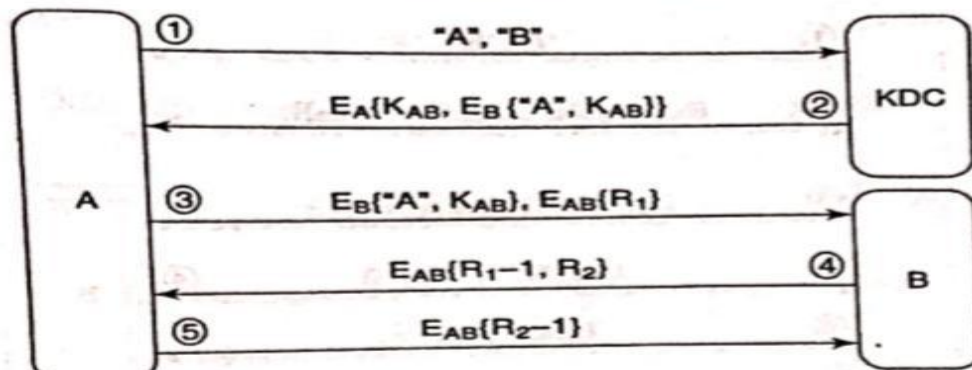 ① "A", "B"
E_A{K_AB, E_B {"A", K_AB}} ② KDC
A ③ E_B{"A", K_AB}, E_AB{R_1}
E_AB{R_1−1, R_2} ④ B
⑤ E_AB{R_2−1}